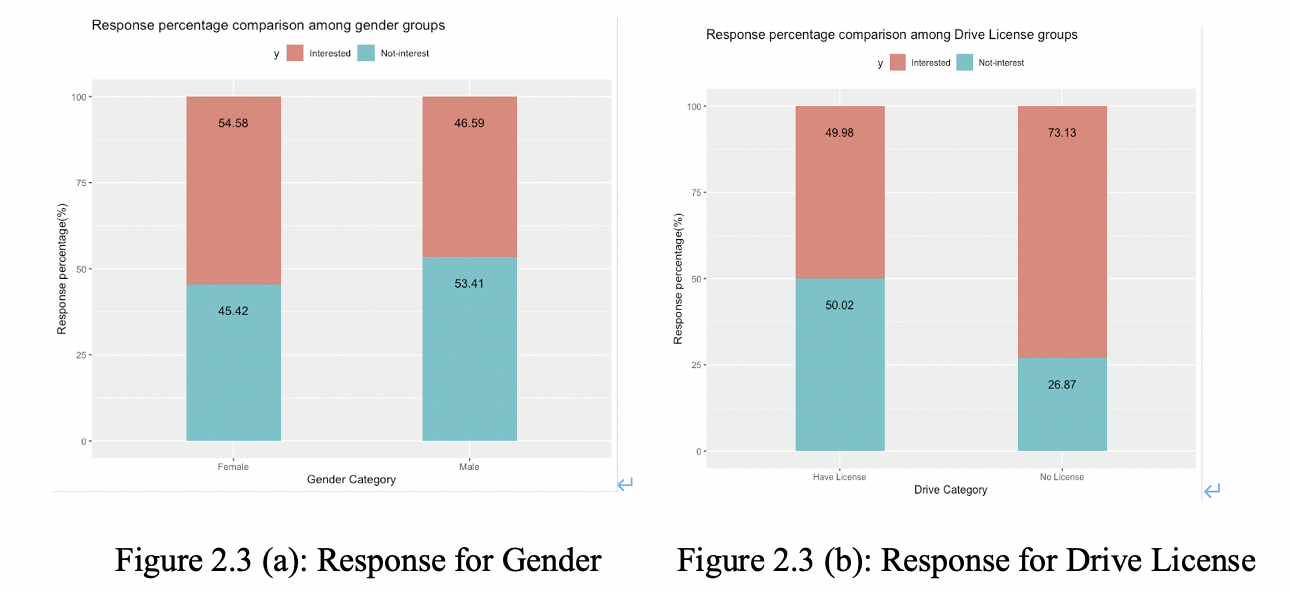 Response percentage comparison among gender groups
y Interested Not-interest
Response percentage(%)
100
75
50
25
0
54.58
46.59
45.42
53.41
Female Male
Gender Category
Response percentage comparison among Drive License groups
y Interested Not-interest
Response percentage(%)
100
75
50
25
0
49.98
73.13
50.02
26.87
Have License No License
Drive Category
Figure 2.3 (a): Response for Gender
Figure 2.3 (b): Response for Drive License